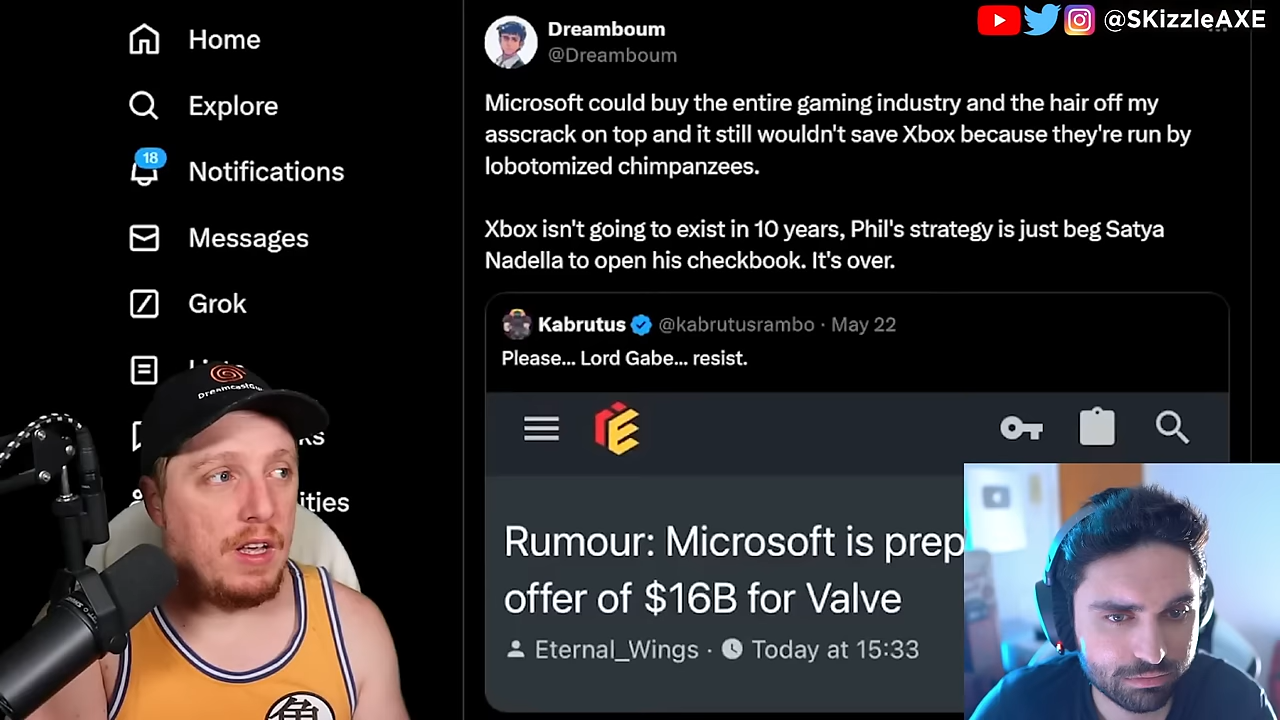 Home
Explore
18
Notifications
Messages
Grok
Dreamboum
@Dreamboum
@SKizzleAXE
Microsoft could buy the entire gaming industry and the hair off my
asscrack on top and it still wouldn't save Xbox because they're run by
lobotomized chimpanzees.
Xbox isn't going to exist in 10 years, Phil's strategy is just beg Satya
Nadella to open his checkbook. It's over.
Kabrutus @kabrutusrambo · May 22
Please... Lord Gabe... resist.
Rumour: Microsoft is prep
offer of $16B for Valve
Eternal_Wings · Today at 15:33
ks
ities
亀